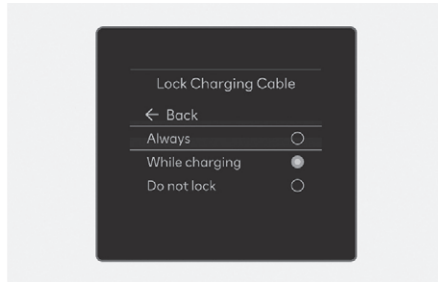 Lock Charging Cable
← Back
Always
While charging
Do not lock